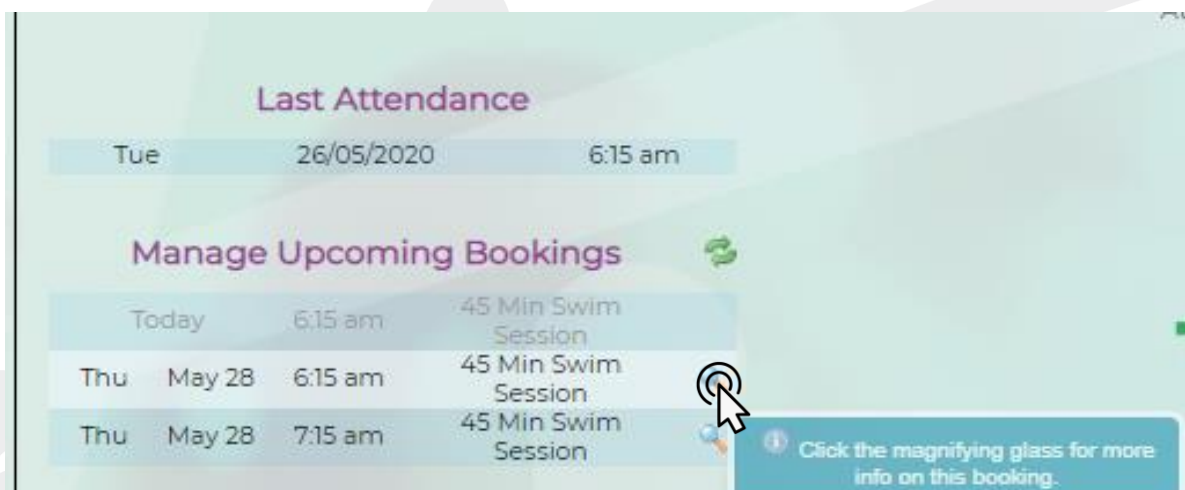 Last Attendance
Tue 26/05/2020 6:15 am
Manage Upcoming Bookings
Today 6:15 am 45 Min Swim
Session
Thu May 28 6:15 am 45 Min Swim
Session
Thu May 28 7:15 am 45 Min Swim
Session
Click the magnifying glass for more
info on this booking.